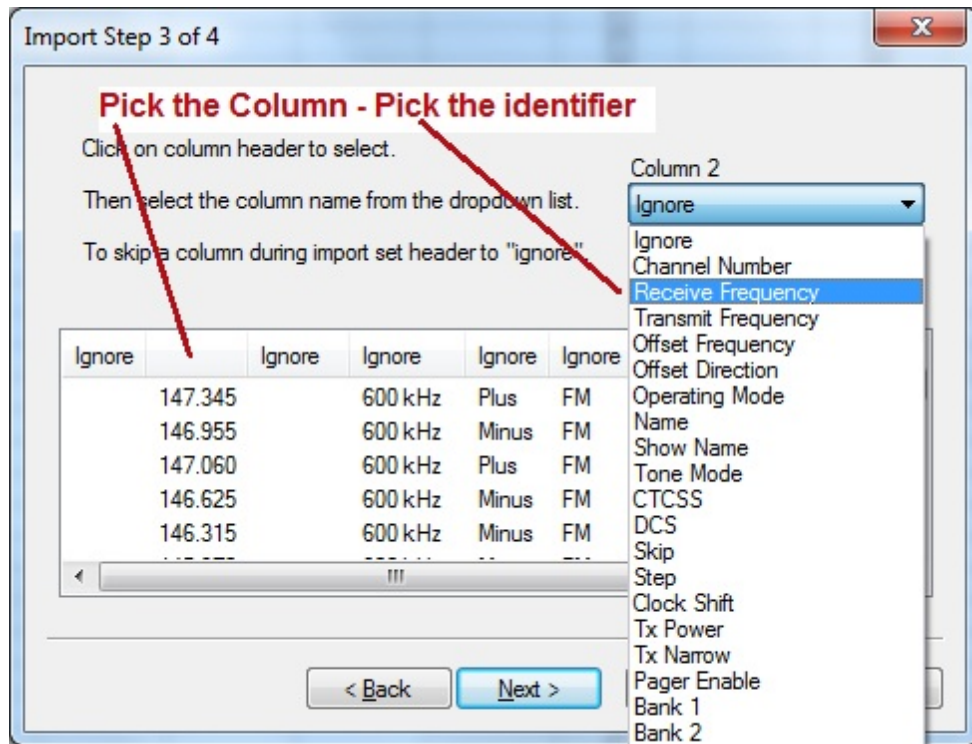 Import Step 3 of 4
Pick the Column - Pick the identifier
Click on column header to select.
Column 2
Then select the column name from the dropdown list.
Ignore
To skip a column during import set header to "ignore"
Ignore
Channel Number
Receive Frequency
Transmit Frequency
Offset Frequency
Offset Direction
Operating Mode
Name
Show Name
Tone Mode
CTCSS
DCS
Skip
Step
Clock Shift
Tx Power
Tx Narrow
Pager Enable
Bank 1
Bank 2
Ignore Ignore Ignore Ignore Ignore
147.345 600 kHz Plus FM
146.955 600 kHz Minus FM
147.060 600 kHz Plus FM
146.625 600 kHz Minus FM
146.315 600 kHz Minus FM
< Back Next >